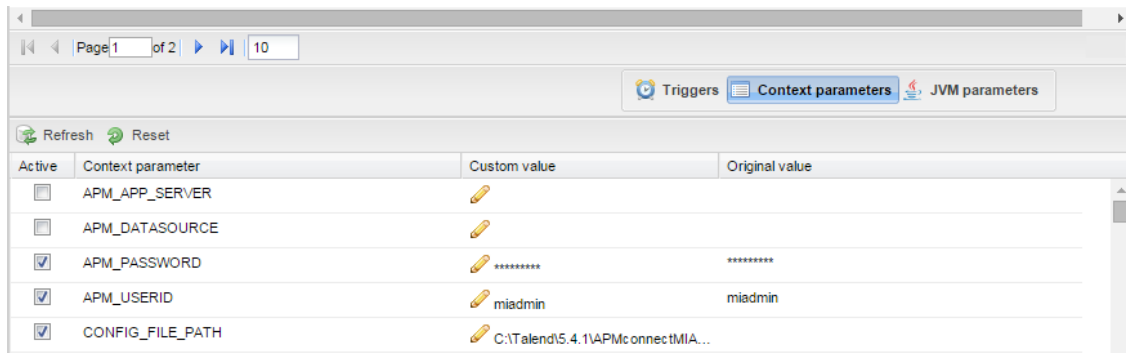 Page 1 of 2 10
Triggers Context parameters JVM parameters
Refresh Reset
Active Context parameter Custom value Original value
APM_APP_SERVER
APM_DATASOURCE
APM_PASSWORD ********* *********
APM_USERID miadmin miadmin
CONFIG_FILE_PATH C:\Talend\5.4.1\APMconnectMIA...